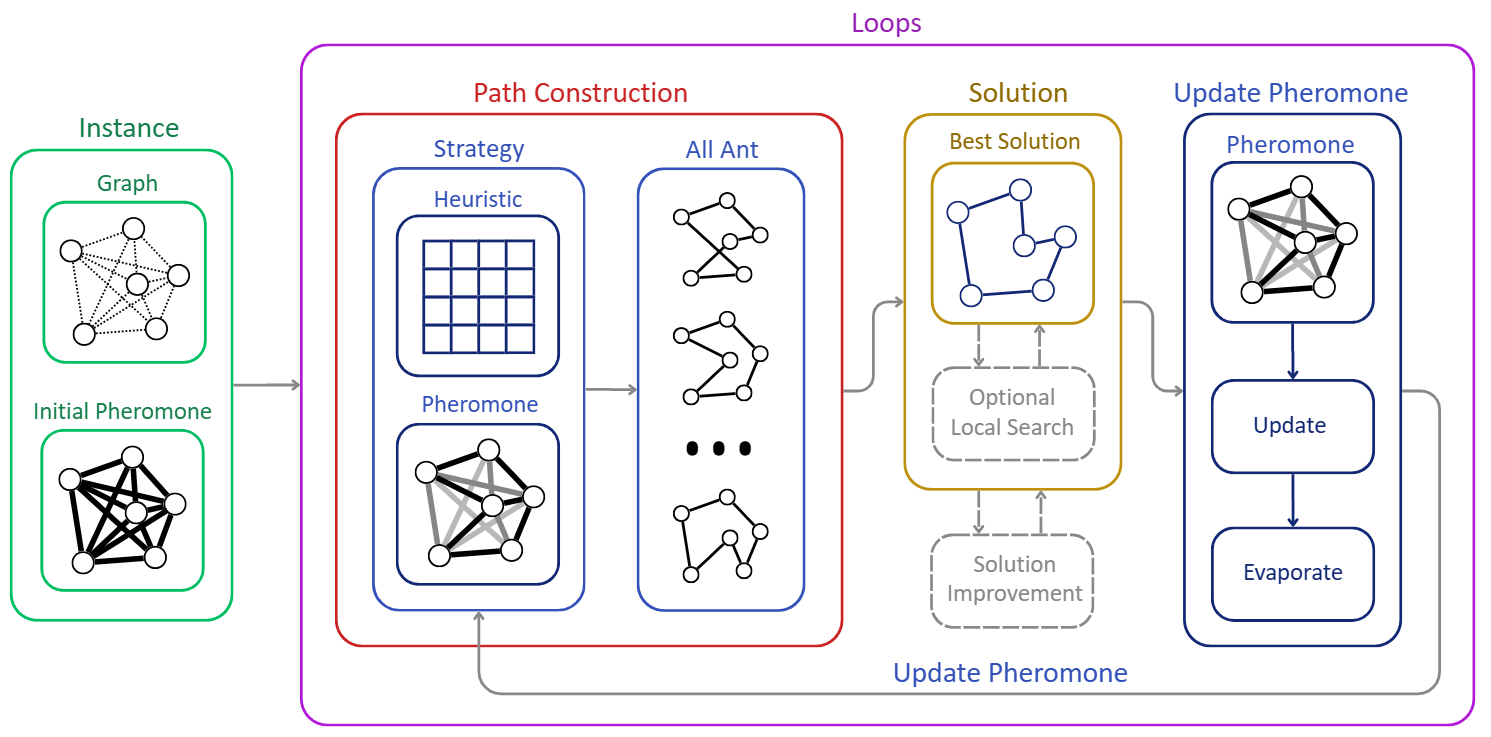 Loops
Instance
Graph
Initial Pheromone
Path Construction
Strategy
Heuristic
Pheromone
All Ant
Solution
Best Solution
Optional
Local Search
Solution
Improvement
Update Pheromone
Pheromone
Update
Evaporate
Update Pheromone